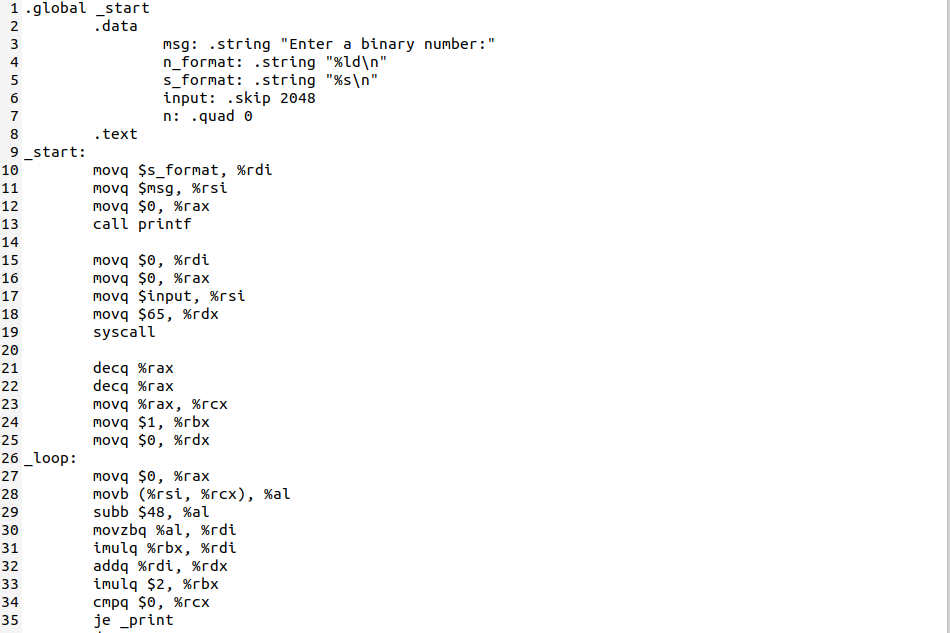 1 .global _start
2 .data
3 msg: .string "Enter a binary number:"
4 n_format: .string "%ld\n"
5 s_format: .string "%s\n"
6 input: .skip 2048
7 n: .quad 0
8 .text
9 _start:
10 movq $s_format, %rdi
11 movq $msg, %rsi
12 movq $0, %rax
13 call printf
14
15 movq $0, %rdi
16 movq $0, %rax
17 movq $input, %rsi
18 movq $65, %rdx
19 syscall
20
21 decq %rax
22 decq %rax
23 movq %rax, %rcx
24 movq $1, %rbx
25 movq $0, %rdx
26 _loop:
27 movq $0, %rax
28 movb (%rsi, %rcx), %al
29 subb $48, %al
30 movzbq %al, %rdi
31 imulq %rbx, %rdi
32 addq %rdi, %rdx
33 imulq $2, %rbx
34 cmpq $0, %rcx
35 je _print